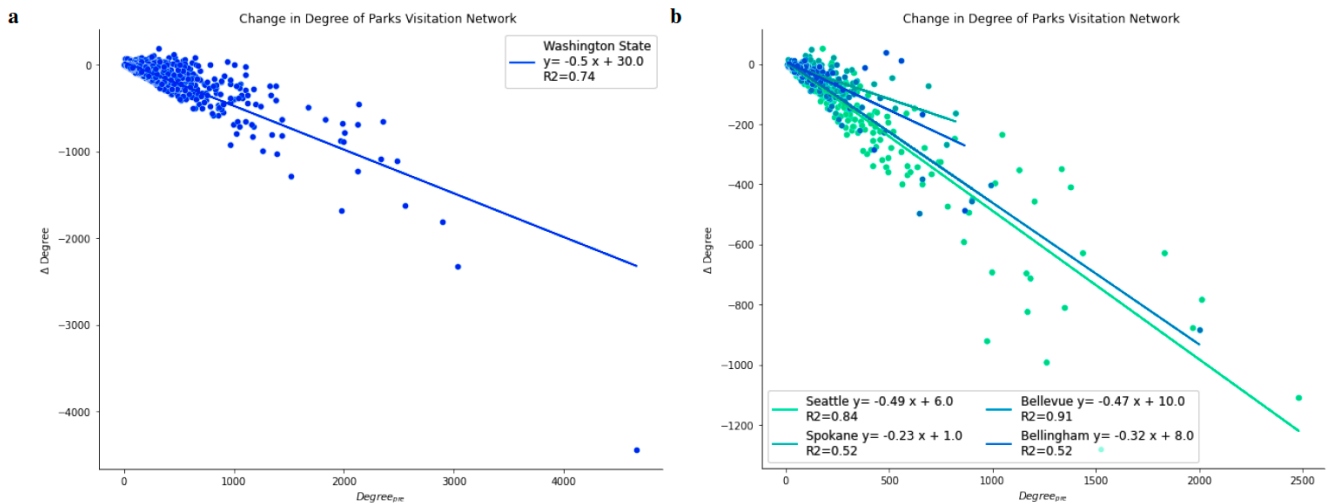 a
Change in Degree of Parks Visitation Network
Washington State
y= -0.5 x + 30.0
R2=0.74
0
−1000
−2000
−3000
−4000
Δ Degree
0 1000 2000 3000 4000
Degree_pre
b
Change in Degree of Parks Visitation Network
0
−200
−400
−600
−800
−1000
−1200
Δ Degree
Seattle y= -0.49 x + 6.0
R2=0.84
Spokane y= -0.23 x + 1.0
R2=0.52
Bellevue y= -0.47 x + 10.0
R2=0.91
Bellingham y= -0.32 x + 8.0
R2=0.52
0 500 1000 1500 2000 2500
Degree_pre